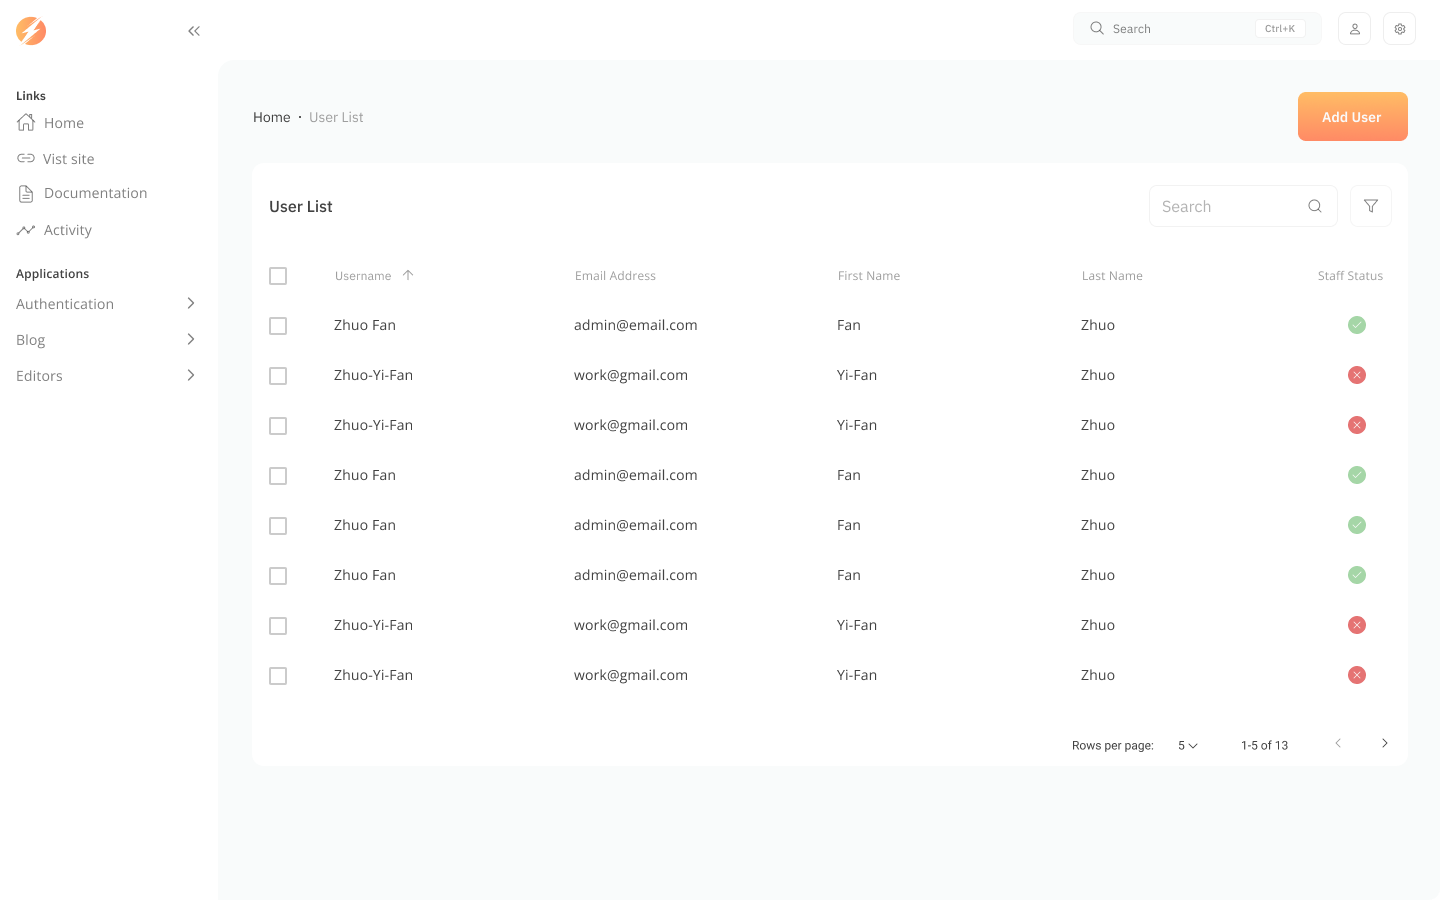 Search Ctrl+K
Links
Home
Vist site
Documentation
Activity
Applications
Authentication
Blog
Editors
Home · User List
Add User
User List
Search
Username Email Address First Name Last Name Staff Status
Zhuo Fan admin@email.com Fan Zhuo
Zhuo-Yi-Fan work@gmail.com Yi-Fan Zhuo
Zhuo-Yi-Fan work@gmail.com Yi-Fan Zhuo
Zhuo Fan admin@email.com Fan Zhuo
Zhuo Fan admin@email.com Fan Zhuo
Zhuo Fan admin@email.com Fan Zhuo
Zhuo-Yi-Fan work@gmail.com Yi-Fan Zhuo
Zhuo-Yi-Fan work@gmail.com Yi-Fan Zhuo
Rows per page: 5 1-5 of 13